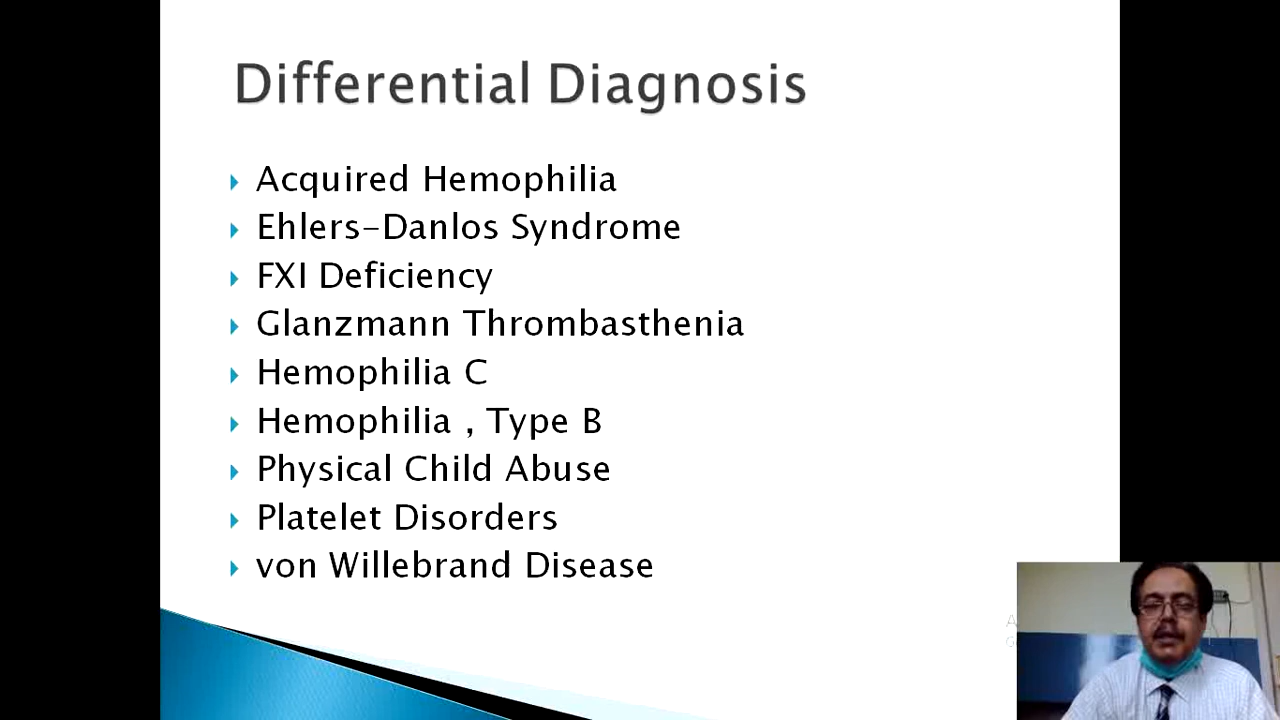 Differential Diagnosis
Acquired Hemophilia
Ehlers-Danlos Syndrome
FXI Deficiency
Glanzmann Thrombasthenia
Hemophilia C
Hemophilia , Type B
Physical Child Abuse
Platelet Disorders
von Willebrand Disease